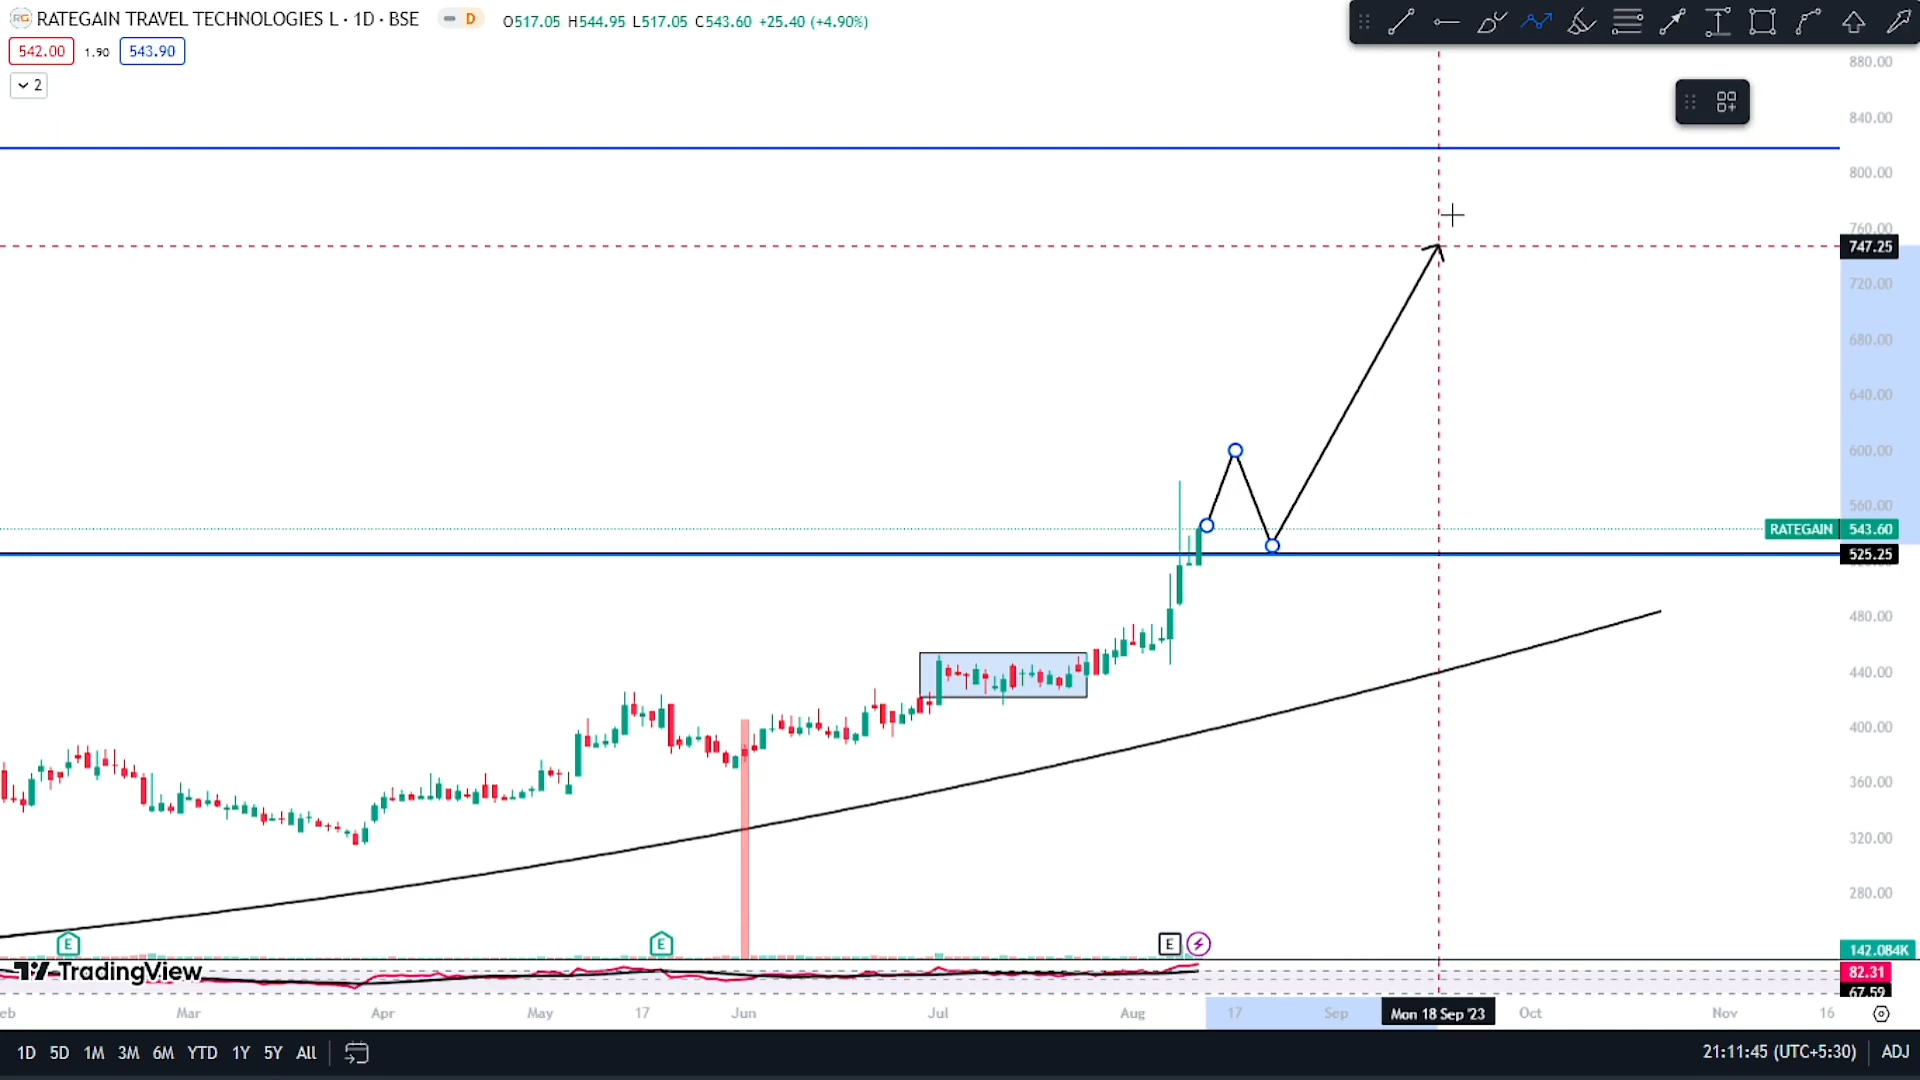 RATEGAIN TRAVEL TECHNOLOGIES L · 1D · BSE D O517.05 H544.95 L517.05 C543.60 +25.40 (+4.90%)
542.00 1.90 543.90
2
880.00
840.00
800.00
760.00
747.25
720.00
680.00
640.00
600.00
560.00
RATEGAIN 543.60
525.25
480.00
440.00
400.00
360.00
320.00
280.00
E E E
142.084K
TradingView
82.31
67.59
eb Mar Apr May 17 Jun Jul Aug 17 Sep Mon 18 Sep '23 Oct Nov 16
1D 5D 1M 3M 6M YTD 1Y 5Y All 21:11:45 (UTC+5:30) ADJ